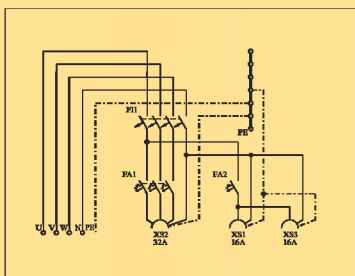 FI1
PE
FA1
FA2
U V W N PE
XS2 XS1 XS3
32A 16A 16A